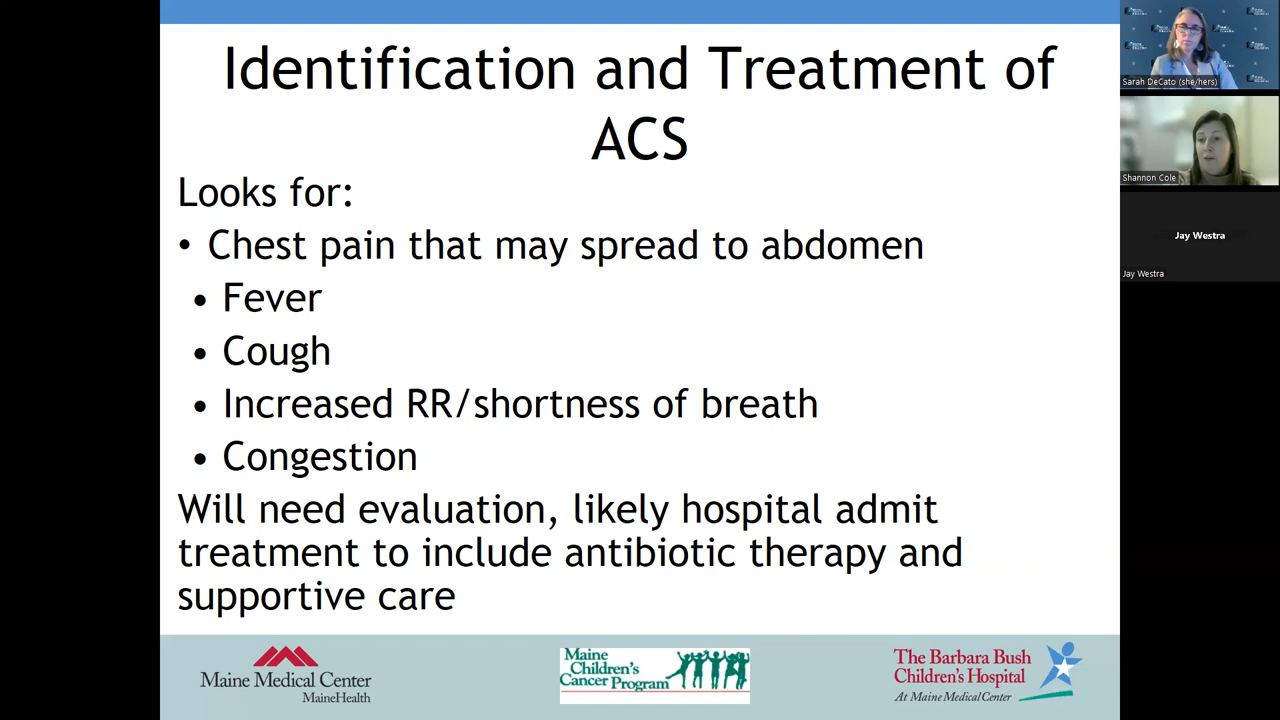 Identification and Treatment of
ACS
Looks for:
• Chest pain that may spread to abdomen
• Fever
• Cough
• Increased RR/shortness of breath
• Congestion
Will need evaluation, likely hospital admit
treatment to include antibiotic therapy and
supportive care
Maine Medical Center
MaineHealth
Maine
Children's
Cancer Program
The Barbara Bush
Children's Hospital
At Maine Medical Center
Sarah DeCato (she/hers)
Shannon Cole
Jay Westra
Jay Westra